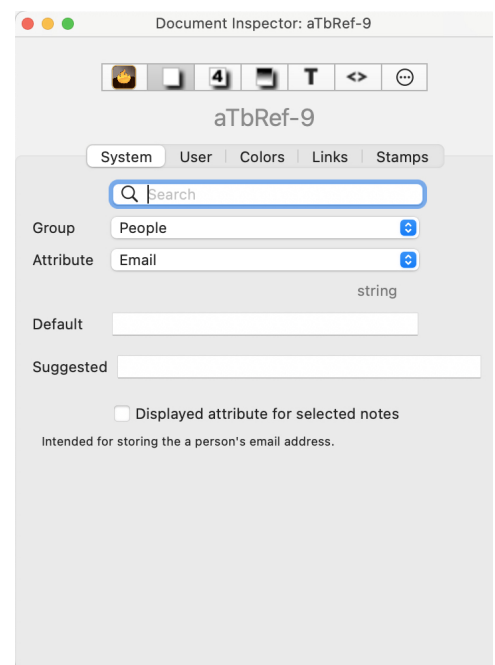 Document Inspector: aTbRef-9
4 T <>
aTbRef-9
System User Colors Links Stamps
Search
Group People
Attribute Email
string
Default
Suggested
Displayed attribute for selected notes
Intended for storing the a person's email address.